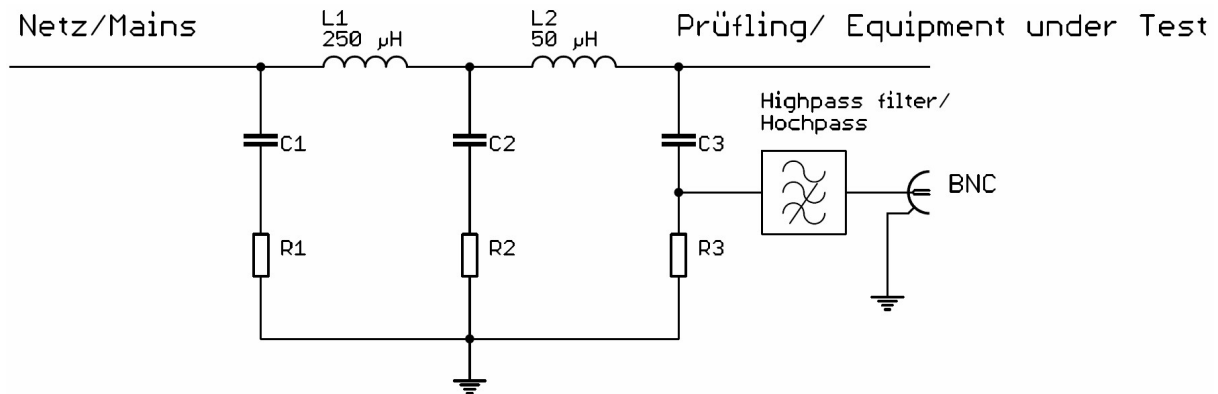 Netz/Mains
L1
250 µH
L2
50 µH
Prüfling/ Equipment under Test
Highpass filter/
Hochpass
C1
C2
C3
BNC
R1
R2
R3